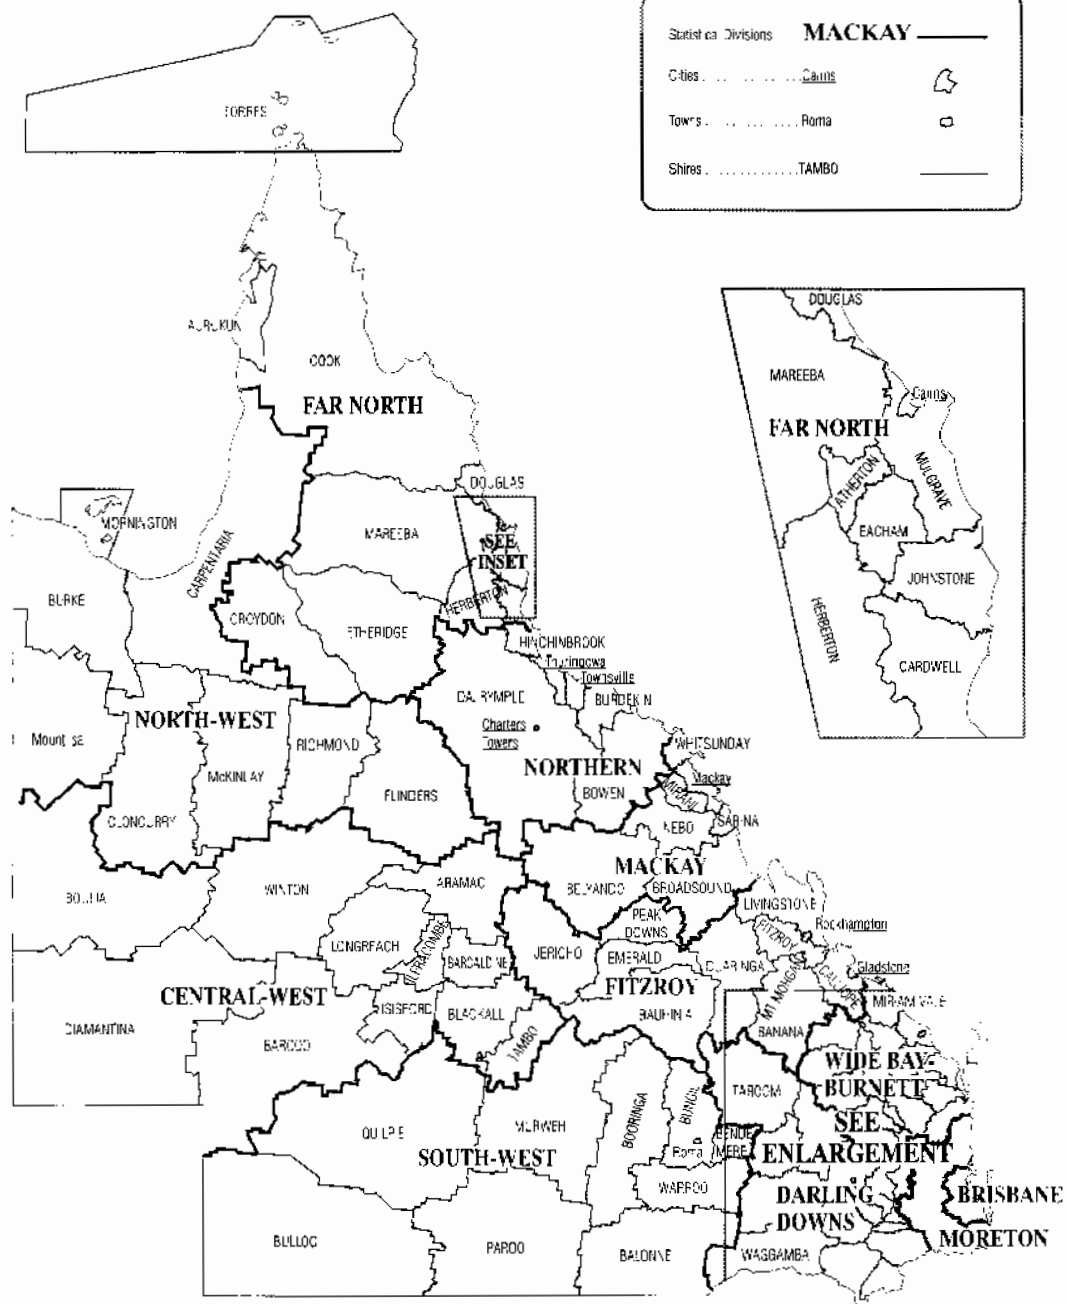 Statistical Divisions MACKAY
Cities . . . . . . . . . . Cairns
Towns . . . . . . . . . . Roma
Shires . . . . . . . . . . . TAMBO
TORRES
AURUKUN
COOK
FAR NORTH
DOUGLAS
MORNINGTON
MAREEBA
SEE
INSET
CARPENTARIA
BURKE
CROYDON
ETHERIDGE
HERBERTON
HINCHINBROOK
Thuringowa
Townsville
DALRYMPLE
BURDEKIN
Charters
Towers
NORTH-WEST
Mount Isa
RICHMOND
McKINLAY
FLINDERS
CLONCURRY
NORTHERN
BOWEN
WHITSUNDAY
Mackay
MIRANI
NEBO
SARINA
MACKAY
BELYANDO
BROADSOUND
BOULIA
WINTON
ARAMAC
LONGREACH
ILFRACOMBE
BARCALDINE
JERICHO
PEAK
DOWNS
EMERALD
LIVINGSTONE
Rockhampton
FITZROY
DUARINGA
MT MORGAN
CALLIOPE
Gladstone
MIRIAM VALE
FITZROY
BAUHINIA
BANANA
CENTRAL-WEST
DIAMANTINA
BARCOO
ISISFORD
BLACKALL
TAMBO
QUILPIE
MURWEH
BOORINGA
BUNGIL
Roma
BENDE
MERE
TAROOM
WIDE BAY-
BURNETT
SEE
ENLARGEMENT
SOUTH-WEST
WARROO
DARLING
DOWNS
BRISBANE
MORETON
BULLOO
PAROO
BALONNE
WAGGAMBA
DOUGLAS
MAREEBA
Cairns
FAR NORTH
ATHERTON
MULGRAVE
EACHAM
JOHNSTONE
HERBERTON
CARDWELL